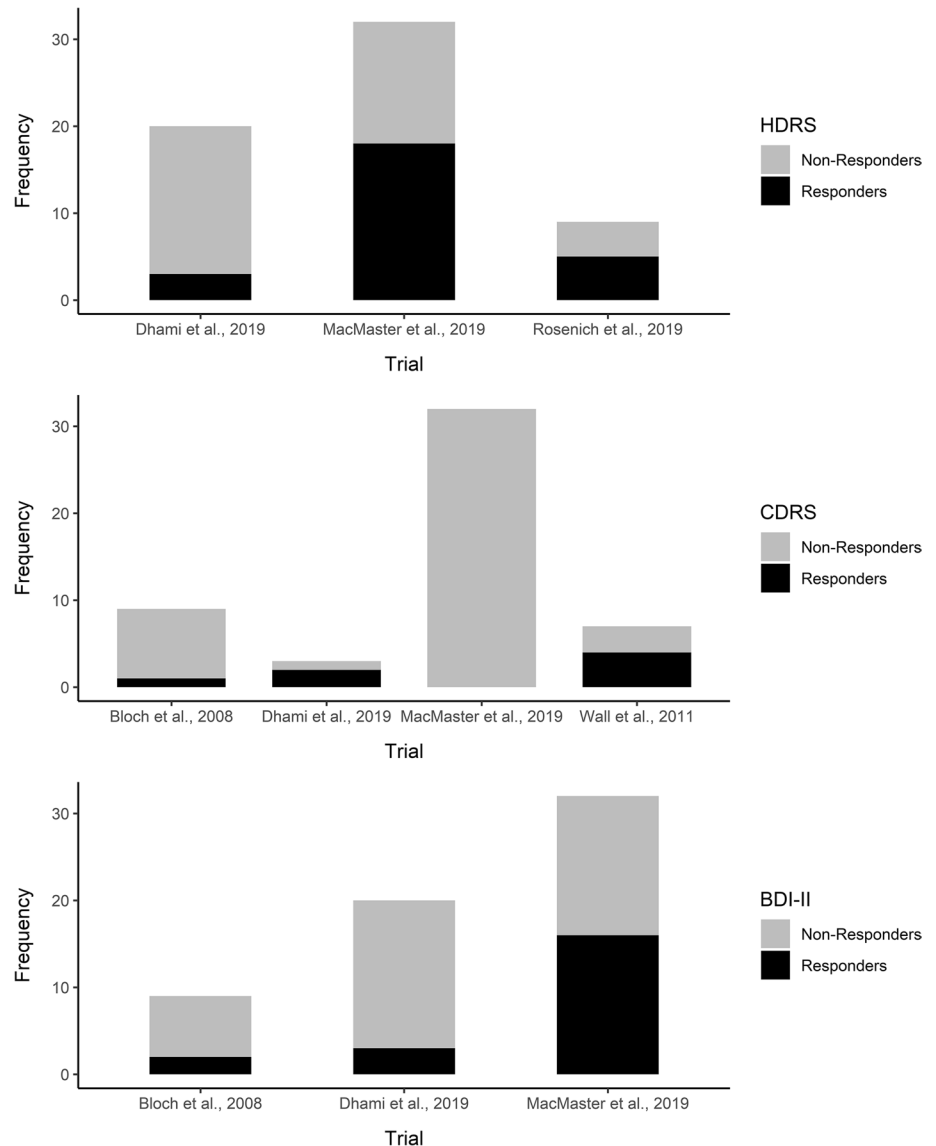 30
20
10
0
Frequency
Dhami et al., 2019 MacMaster et al., 2019 Rosenich et al., 2019
Trial
HDRS
Non-Responders
Responders
30
20
10
0
Frequency
Bloch et al., 2008 Dhami et al., 2019 MacMaster et al., 2019 Wall et al., 2011
Trial
CDRS
Non-Responders
Responders
30
20
10
0
Frequency
Bloch et al., 2008 Dhami et al., 2019 MacMaster et al., 2019
Trial
BDI-II
Non-Responders
Responders